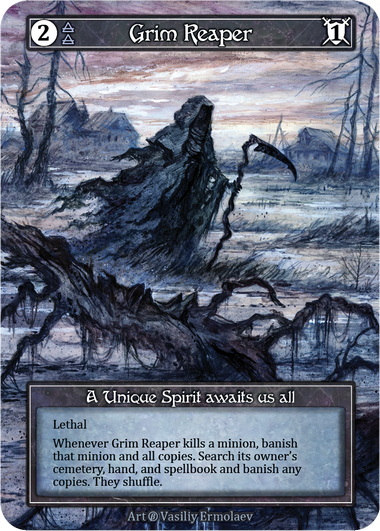 2
Grim Reaper
1
A Unique Spirit awaits us all
Lethal
Whenever Grim Reaper kills a minion, banish
that minion and all copies. Search its owner's
cemetery, hand, and spellbook and banish any
copies. They shuffle.
Art @ Vasiliy Ermolaev